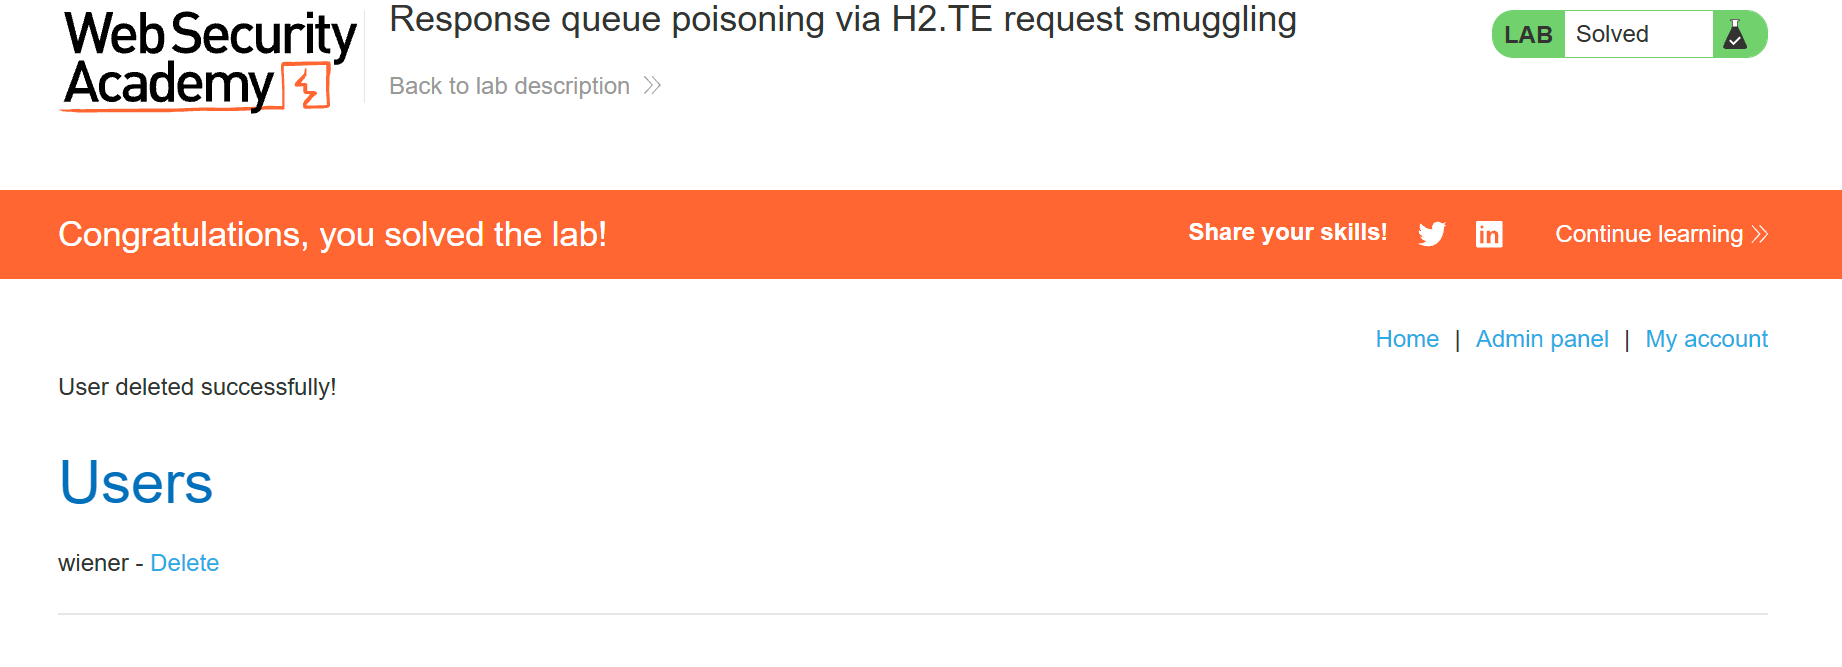 Web Security
Academy
Response queue poisoning via H2.TE request smuggling
Back to lab description
LAB Solved
Congratulations, you solved the lab!
Share your skills!
Continue learning
Home | Admin panel | My account
User deleted successfully!
Users
wiener - Delete